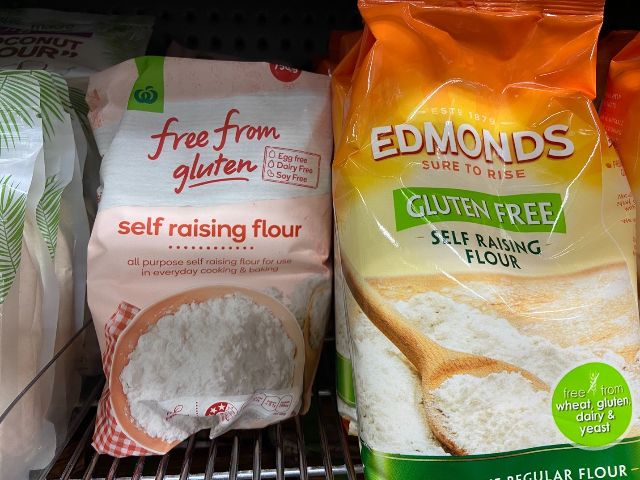 COCONUT
OUR"
750g
free from
gluten
Egg free
Dairy Free
Soy Free
self raising flour
all purpose self raising flour for use
in everyday cooking & baking
ESTD 1879
EDMONDS
SURE TO RISE
GLUTEN FREE
SELF RAISING
FLOUR
free from
wheat, gluten,
dairy &
yeast
REGULAR FLOUR